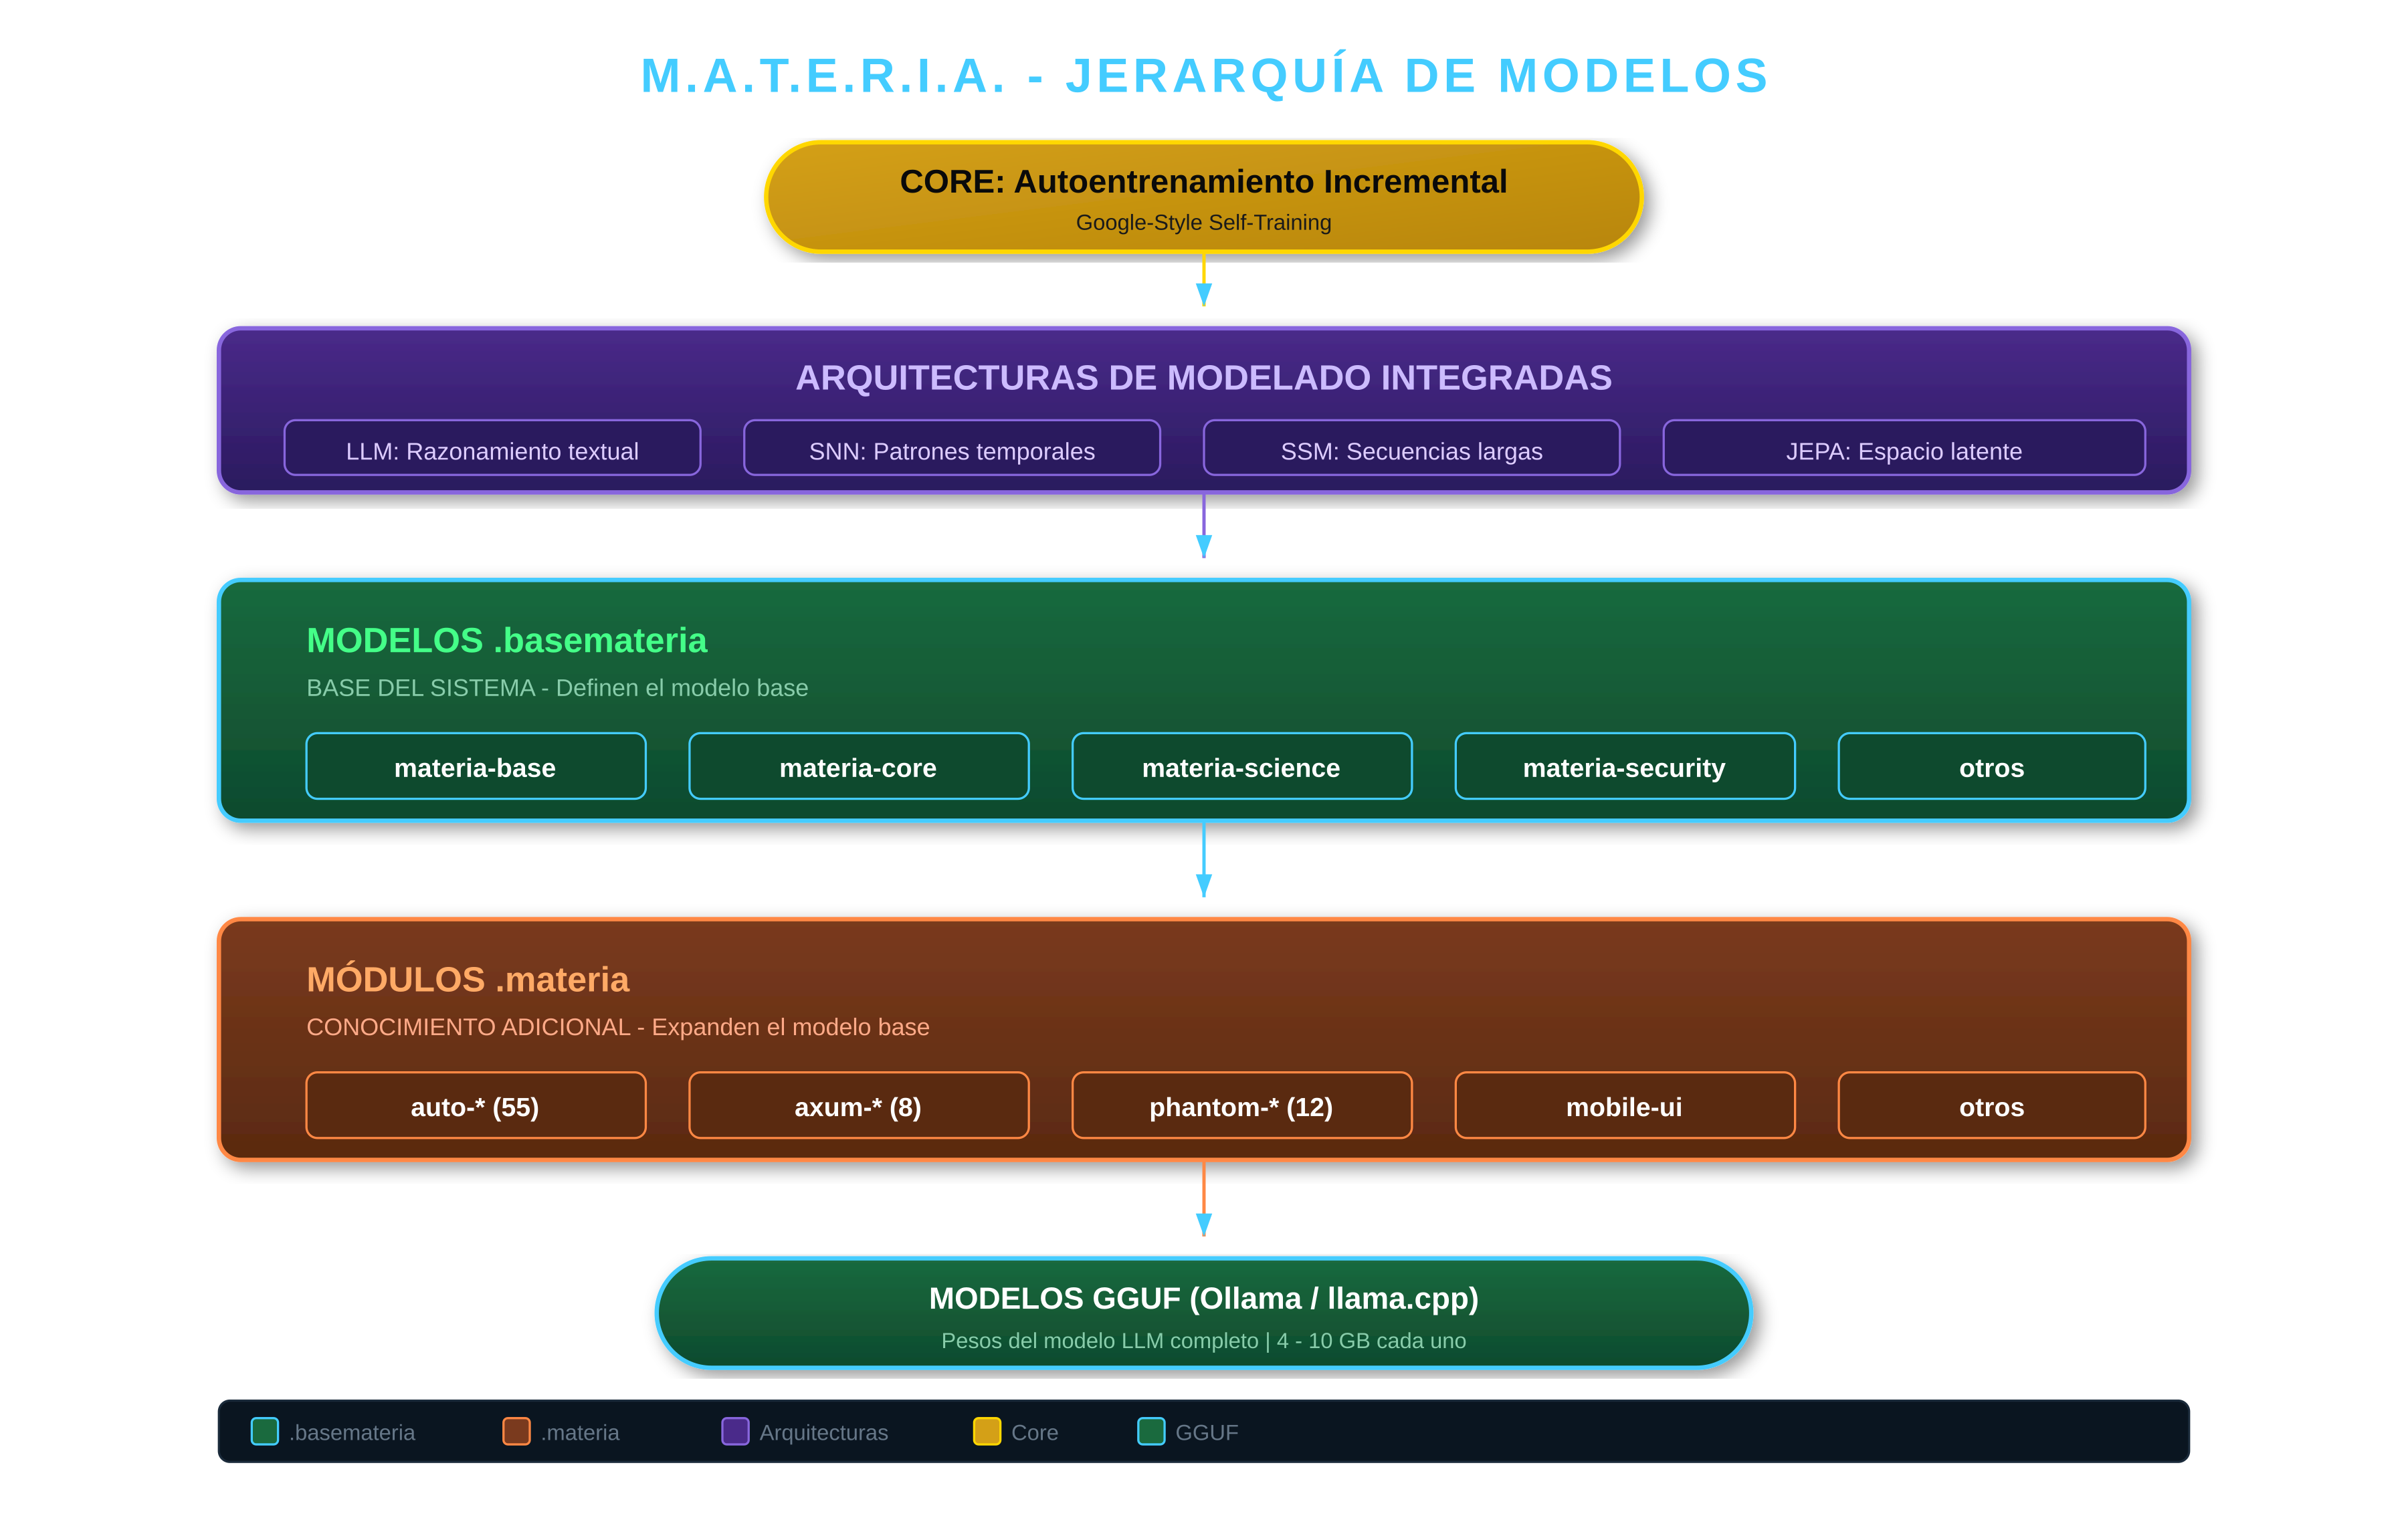 M.A.T.E.R.I.A. - JERARQUÍA DE MODELOS
CORE: Autoentrenamiento Incremental
Google-Style Self-Training
ARQUITECTURAS DE MODELADO INTEGRADAS
LLM: Razonamiento textual
SNN: Patrones temporales
SSM: Secuencias largas
JEPA: Espacio latente
MODELOS .basemateria
BASE DEL SISTEMA - Definen el modelo base
materia-base
materia-core
materia-science
materia-security
otros
MÓDULOS .materia
CONOCIMIENTO ADICIONAL - Expanden el modelo base
auto-* (55)
axum-* (8)
phantom-* (12)
mobile-ui
otros
MODELOS GGUF (Ollama / llama.cpp)
Pesos del modelo LLM completo | 4 - 10 GB cada uno
.basemateria
.materia
Arquitecturas
Core
GGUF